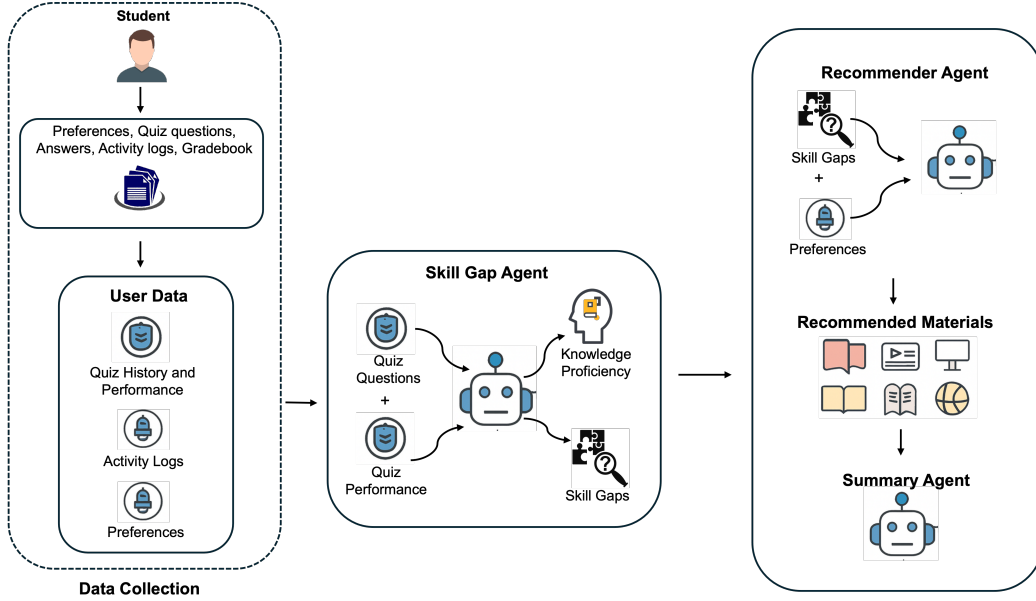 Student
Preferences, Quiz questions,
Answers, Activity logs, Gradebook
User Data
Quiz History and
Performance
Activity Logs
Preferences
Data Collection
Skill Gap Agent
Quiz
Questions
+
Quiz
Performance
Knowledge
Proficiency
Skill Gaps
Recommender Agent
Skill Gaps
+
Preferences
Recommended Materials
Summary Agent